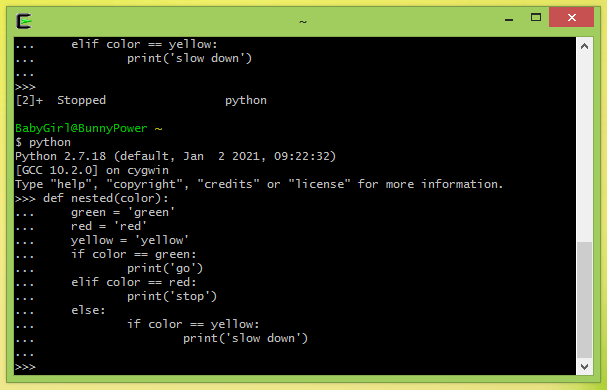 ~
...     elif color == yellow:
...             print('slow down')
...
>>>
[2]+  Stopped                 python

BabyGirl@BunnyPower ~
$ python
Python 2.7.18 (default, Jan  2 2021, 09:22:32)
[GCC 10.2.0] on cygwin
Type "help", "copyright", "credits" or "license" for more information.
>>> def nested(color):
...     green = 'green'
...     red = 'red'
...     yellow = 'yellow'
...     if color == green:
...             print('go')
...     elif color == red:
...             print('stop')
...     else:
...             if color == yellow:
...                     print('slow down')
...
>>>